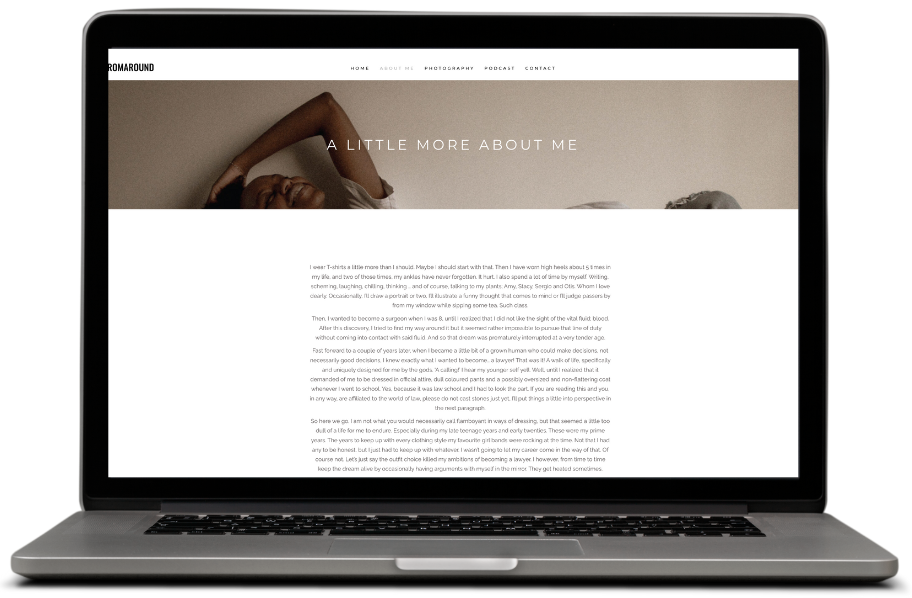 ROMAROUND
HOME ABOUT ME PHOTOGRAPHY PODCAST CONTACT
A LITTLE MORE ABOUT ME
I wear T-shirts a little more than I should. Maybe I should start with that. Then I have worn high heels about 5 times in
my life, and two of those times, my ankles have never forgotten. It hurt. I also spend a lot of time by myself. Writing,
scheming, laughing, chilling, thinking... and of course, talking to my plants. Amy, Stacy, Sergio and Otis. Whom I love
dearly. Occasionally, I'll draw a portrait or two. I'll illustrate a funny thought that comes to mind or I'll judge passers by
from my window while sipping some tea. Such class.
Then, I wanted to become a surgeon when I was 8; until I realized that I did not like the sight of the vital fluid; blood.
After this discovery, I tried to find my way around it but it seemed rather impossible to pursue that line of duty
without coming into contact with said fluid. And so that dream was prematurely interrupted at a very tender age.
Fast forward to a couple of years later, when I became a little bit of a grown human who could make decisions, not
necessarily good decisions, I knew exactly what I wanted to become... a lawyer! That was it! A walk of life, specifically
and uniquely designed for me by the gods. 'A calling!' I hear my younger self yell. Well, until I realized that it
demanded of me to be dressed in official attire, dull coloured pants and a possibly oversized and non-flattering coat
whenever I went to school. Yes, because it was law school and I had to look the part. If you are reading this and you,
in any way, are affiliated to the world of law, please do not cast stones just yet, I'll put things a little into perspective in
the next paragraph.
So here we go. I am not what you would necessarily call flamboyant in ways of dressing, but that seemed a little too
dull of a life for me to endure. Especially during my late teenage years and early twenties. These were my prime
years. The years to keep up with every clothing style my favourite girl bands were rocking at the time. Not that I had
any to be honest, but I just had to keep up with whatever. I wasn't going to let my career come in the way of that. Of
course not. Let's just say the outfit choice killed my ambitions of becoming a lawyer. I however, from time to time
keep the dream alive by occasionally having arguments with myself in the mirror. They get heated sometimes.